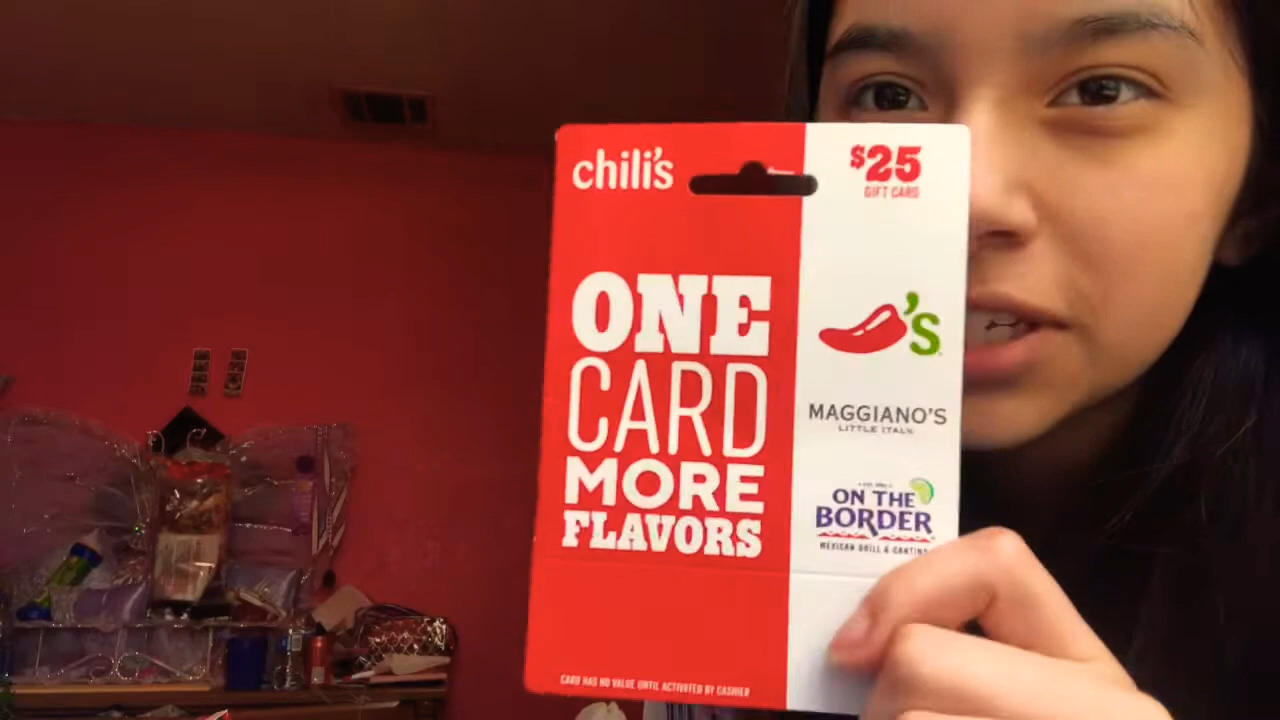 chili's
$25
GIFT CARD
ONE
CARD
MORE
FLAVORS
'S
MAGGIANO'S
LITTLE ITALY
ON THE
BORDER
MEXICAN GRILL & CANTINA
CARD HAS NO VALUE UNTIL ACTIVATED BY CASHIER